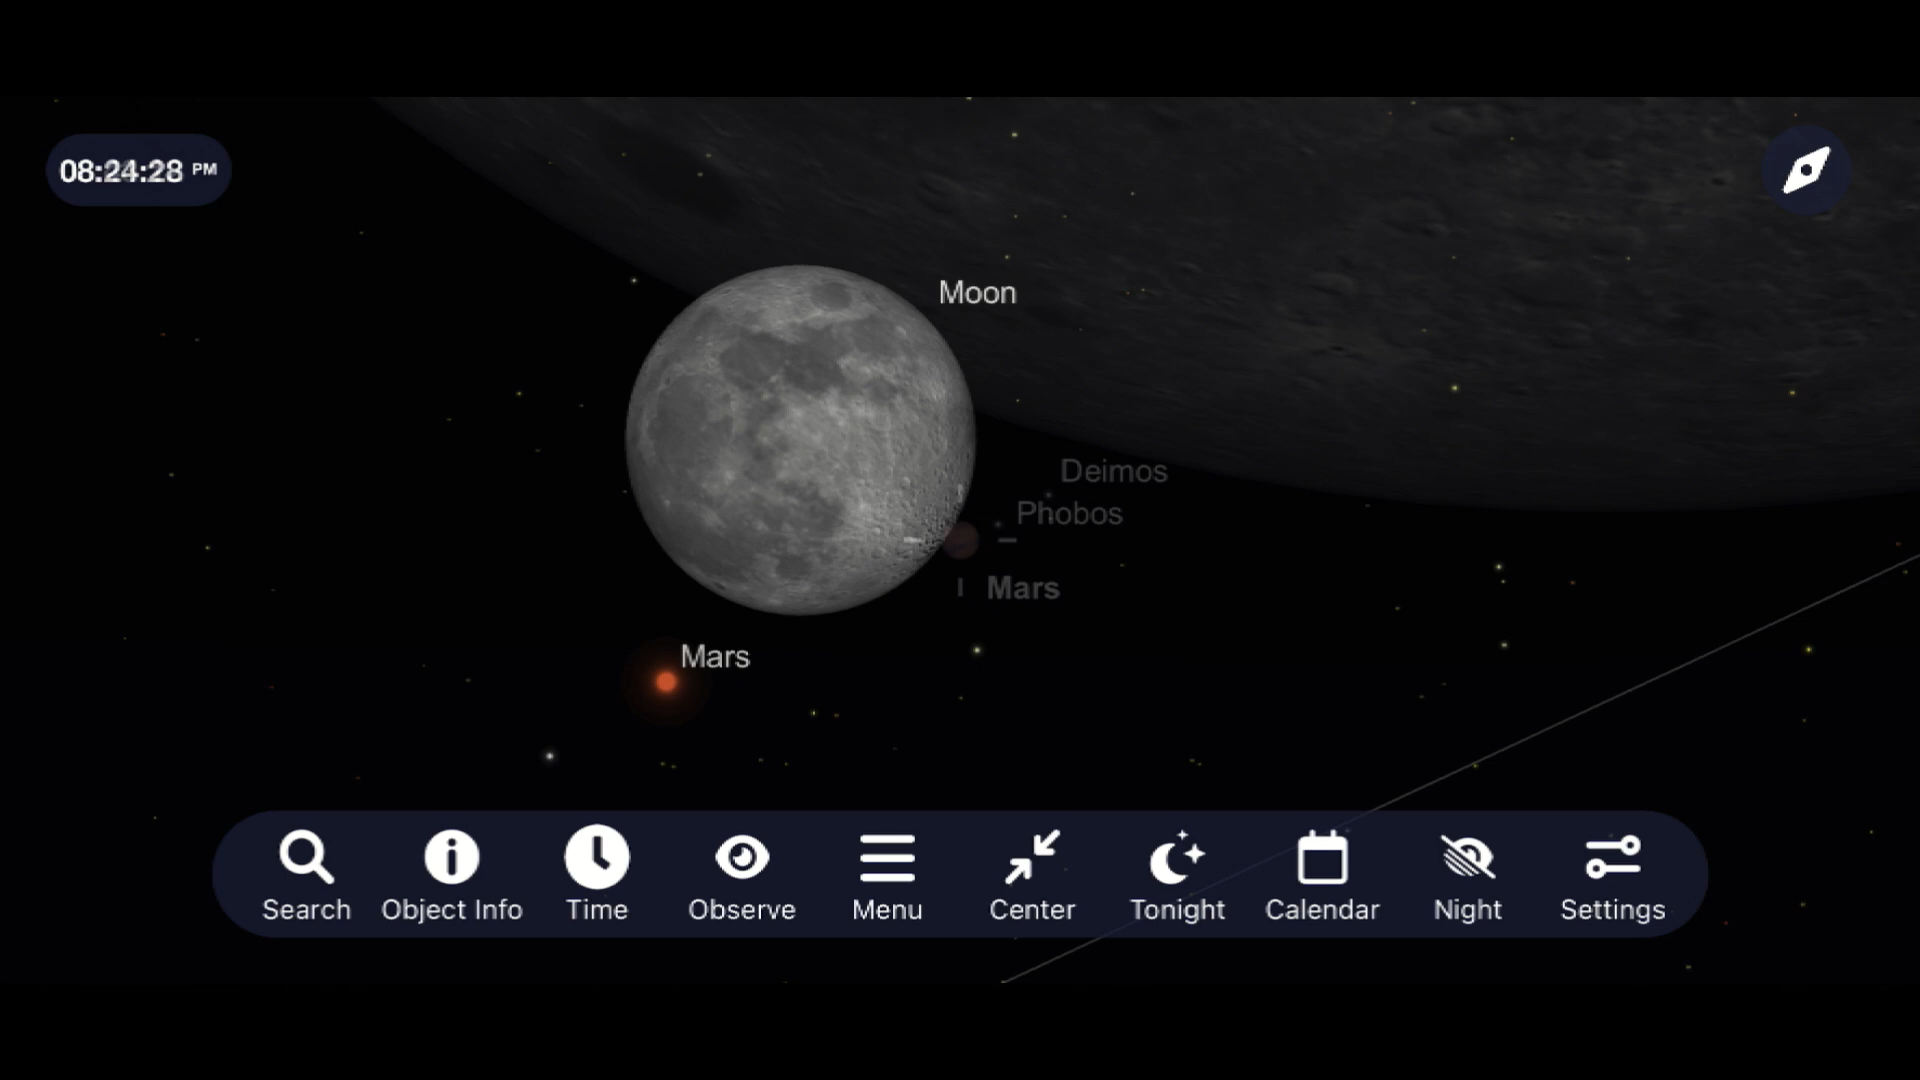 08:24:28 PM
Moon
Deimos
Phobos
Mars
Mars
Search
Object Info
Time
Observe
Menu
Center
Tonight
Calendar
Night
Settings